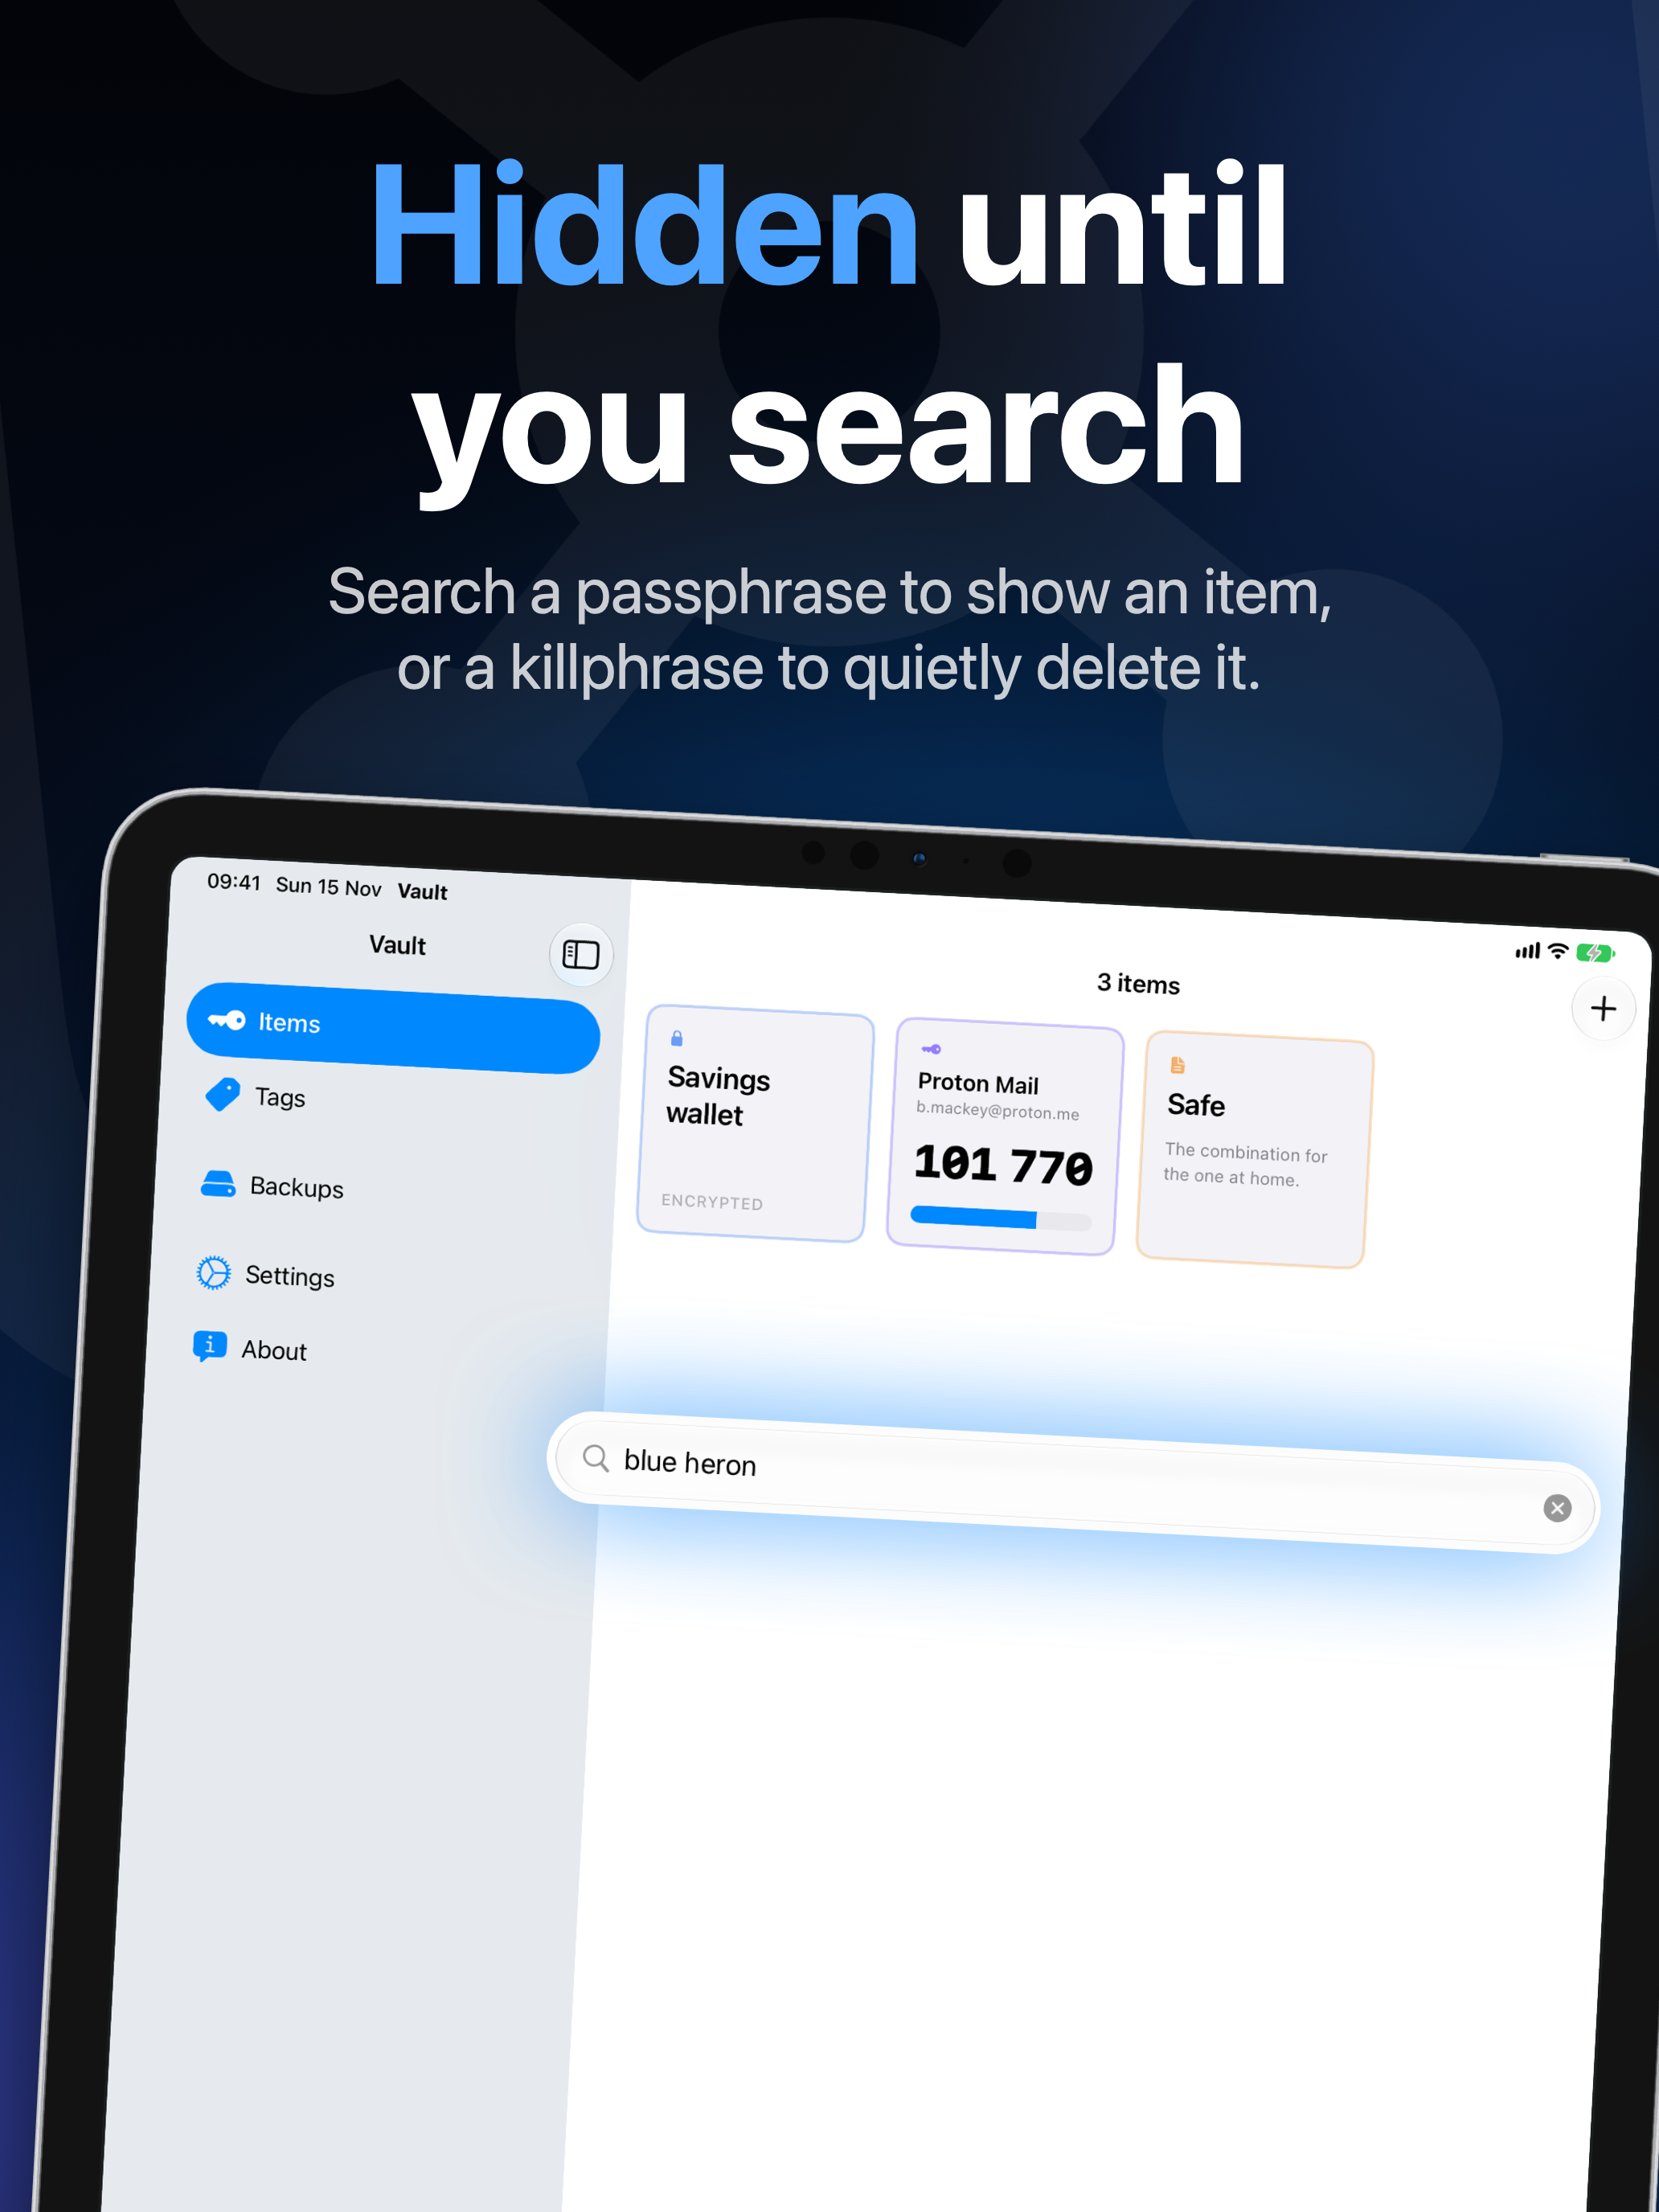 Hidden until
you search
Search a passphrase to show an item,
or a killphrase to quietly delete it.
09:41 Sun 15 Nov Vault
Vault
Items
Tags
Backups
Settings
About
3 items
Savings
wallet
ENCRYPTED
Proton Mail
b.mackey@proton.me
101 770
Safe
The combination for
the one at home.
blue heron